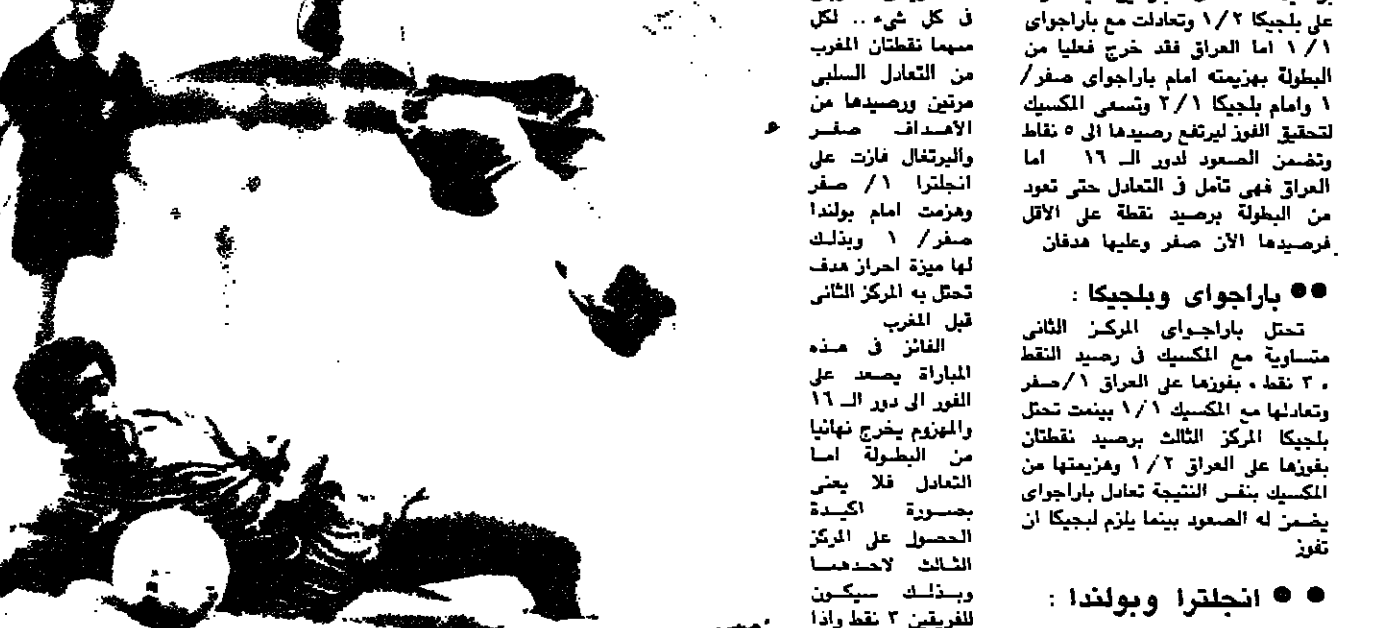 على بلجيكا ١/٢ وتعادلت مع باراجواى
١/١ اما العراق فقد خرج فعليا من
البطولة بهزيمته امام باراجواى صفر/
١ وامام بلجيكا ٢/١ وتسعى المكسيك
لتحقيق الفوز ليرتفع رصيدها الى ٥ نقاط
وتضمن الصعود لدور الـ ١٦ اما
العراق فهى تأمل فى التعادل حتى تعود
من البطولة برصيد نقطة على الأقل
فرصيدها الآن صفر وعليها هدفان
●● باراجواى وبلجيكا :
تحتل باراجواى المركز الثانى
متساوية مع المكسيك فى رصيد النقط
٣ نقط . بفوزها على العراق ١/صفر
وتعادلها مع المكسيك ١/١ بينمت تحتل
بلجيكا المركز الثالث برصيد نقطتان
بفوزها على العراق ١/٢ وهزيمتها من
المكسيك بنفس النتيجة تعادل باراجواى
يضمن له الصعود بينما يلزم لبجيكا ان
تفوز
● ● انجلترا وبولندا :
فى كل شىء .. لكل
منهما نقطتان المغرب
من التعادل السلبى
مرتين ورصيدها من
الأهداف صفر
والبرتغال فازت على
انجلترا ١/ صفر
وهزمت امام بولندا
صفر/ ١ وبذلك
لها ميزة احراز هدف
تحتل به المركز الثانى
قبل المغرب
الفائز فى هذه
المباراة يصعد على
الفور الى دور الـ ١٦
والمهزوم يخرج نهائيا
من البطولة اما
التعادل فلا يعنى
بصورة اكيدة
الحصول على المركز
الثالث لاحدهما
وبذلك سيكون
للفريقين ٣ نقط واذا